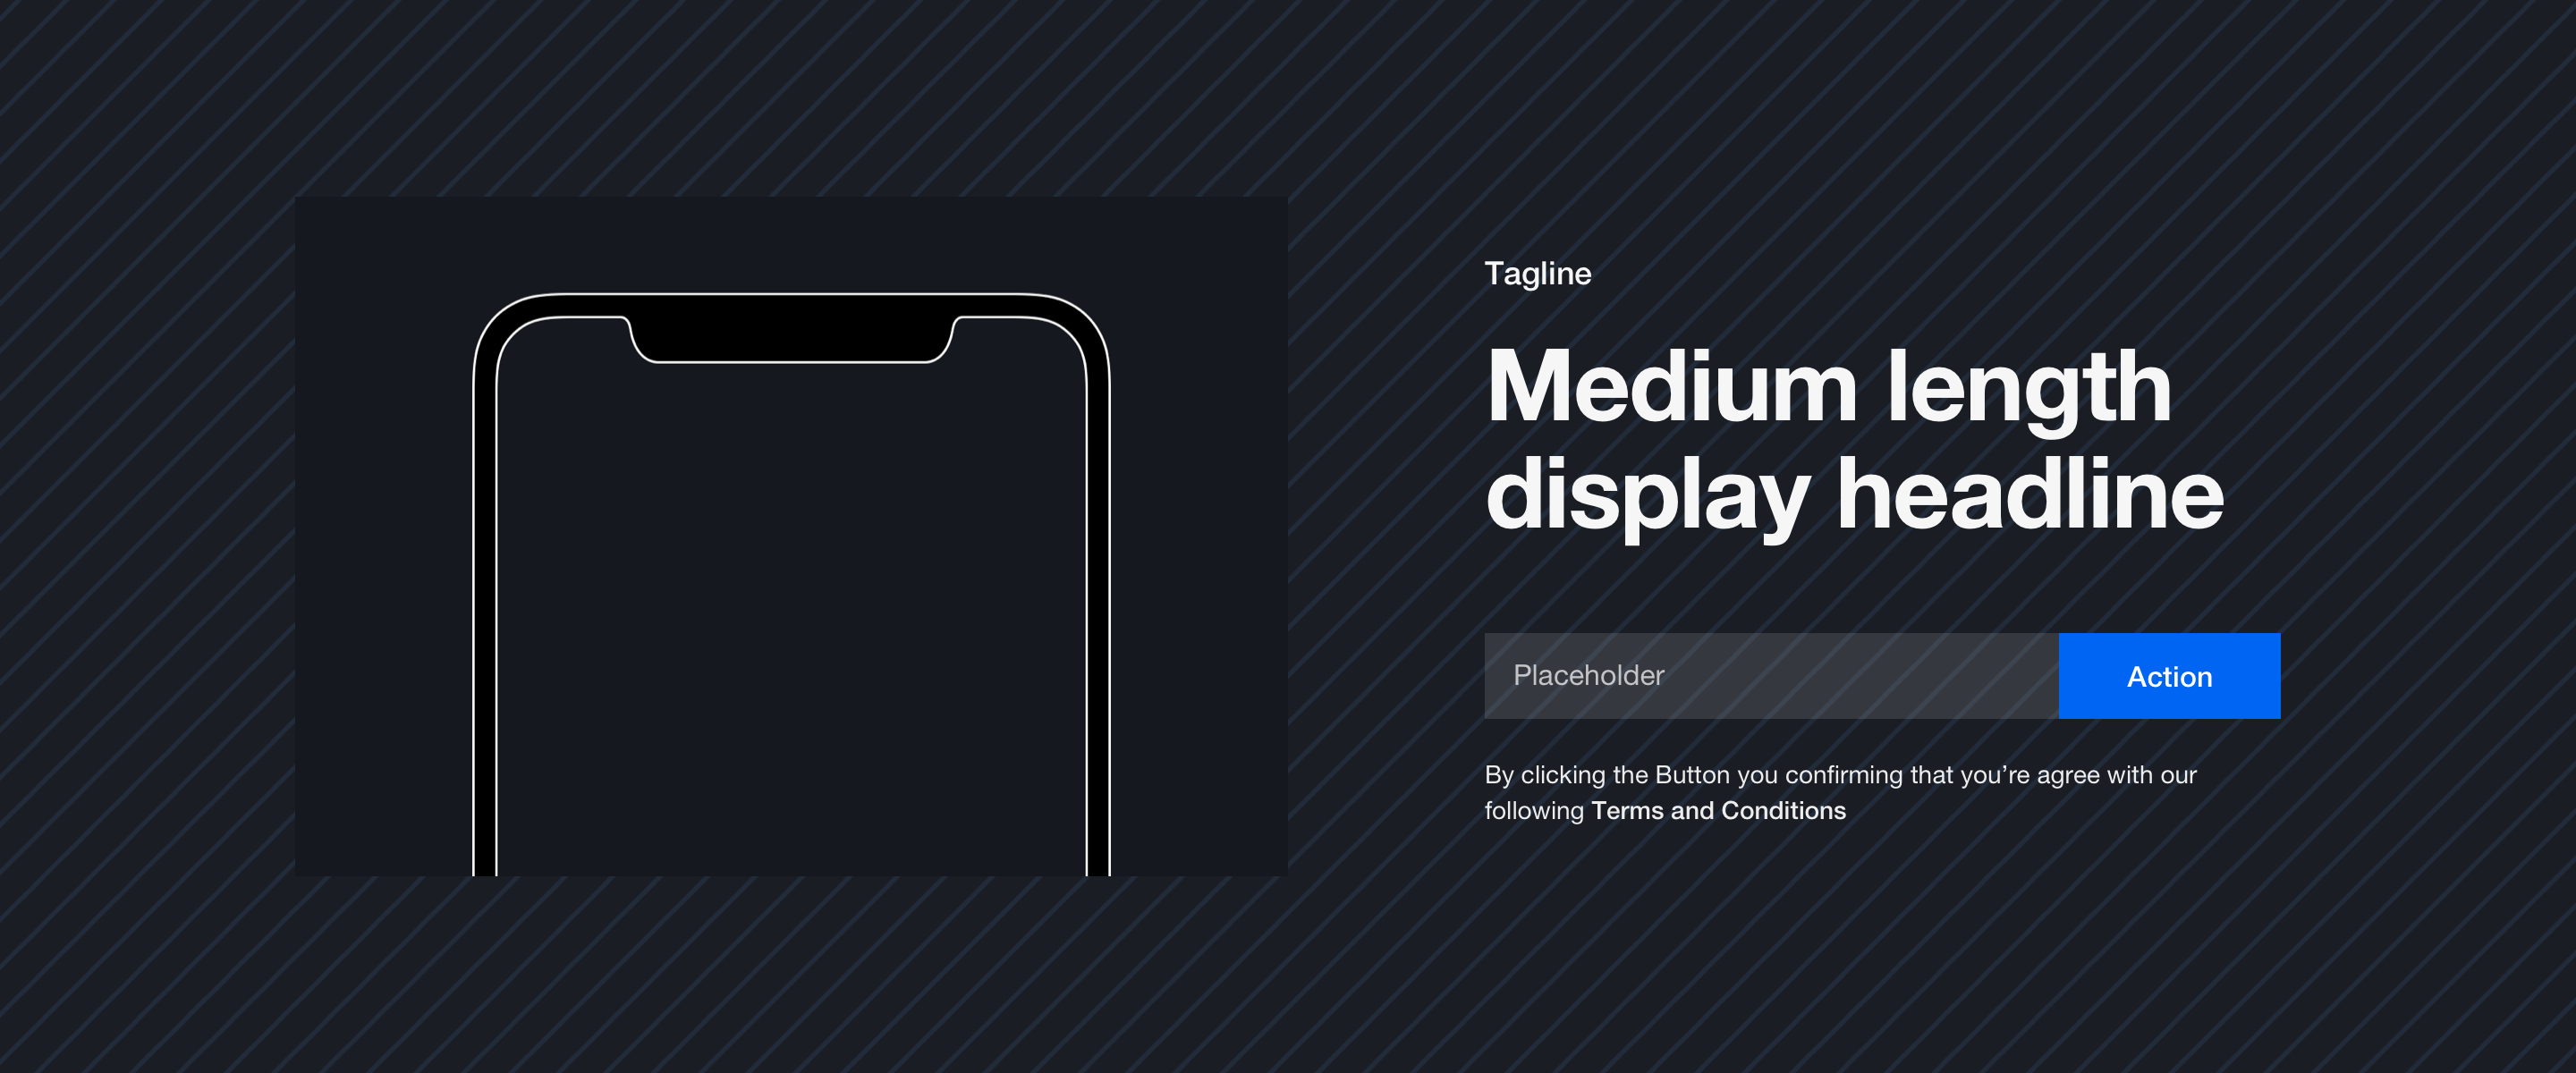 Tagline
Medium length
display headline
Placeholder
Action
By clicking the Button you confirming that you’re agree with our
following Terms and Conditions